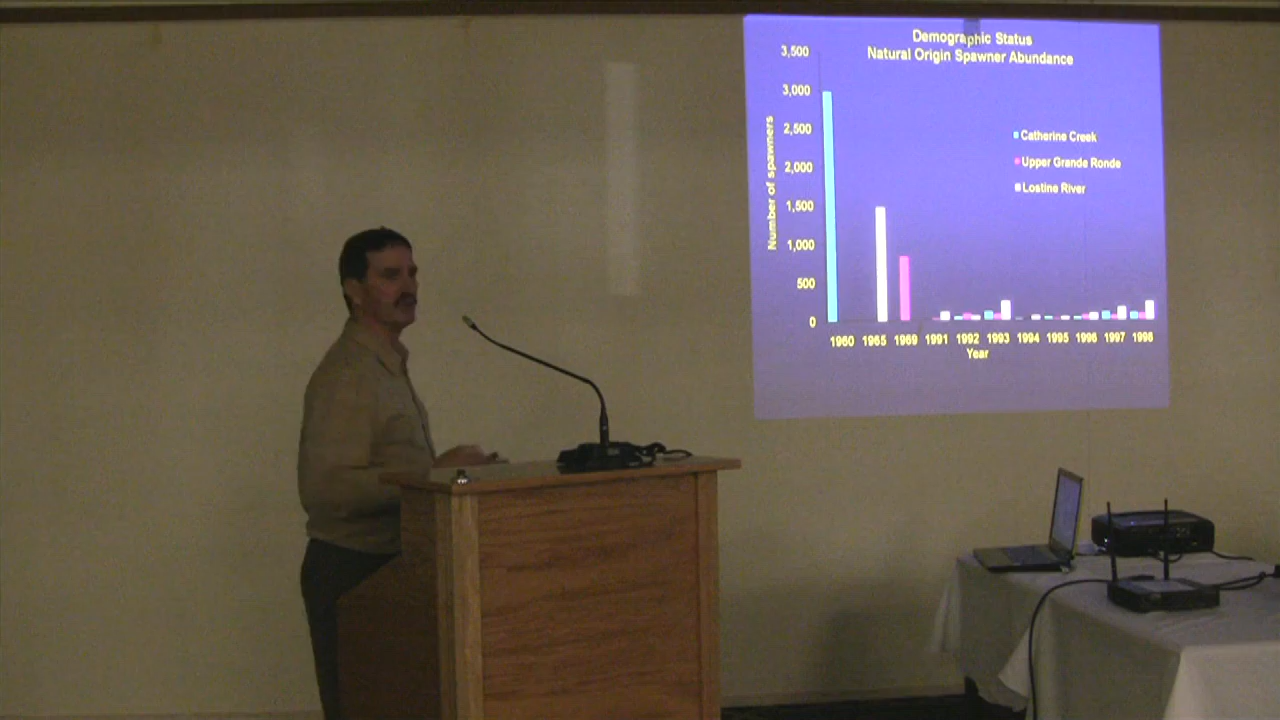 Demographic Status
Natural Origin Spawner Abundance
3,500
3,000
2,500
2,000
1,500
1,000
500
0
Number of spawners
Catherine Creek
Upper Grande Ronde
Lostine River
1960 1965 1969 1991 1992 1993 1994 1995 1996 1997 1998
Year